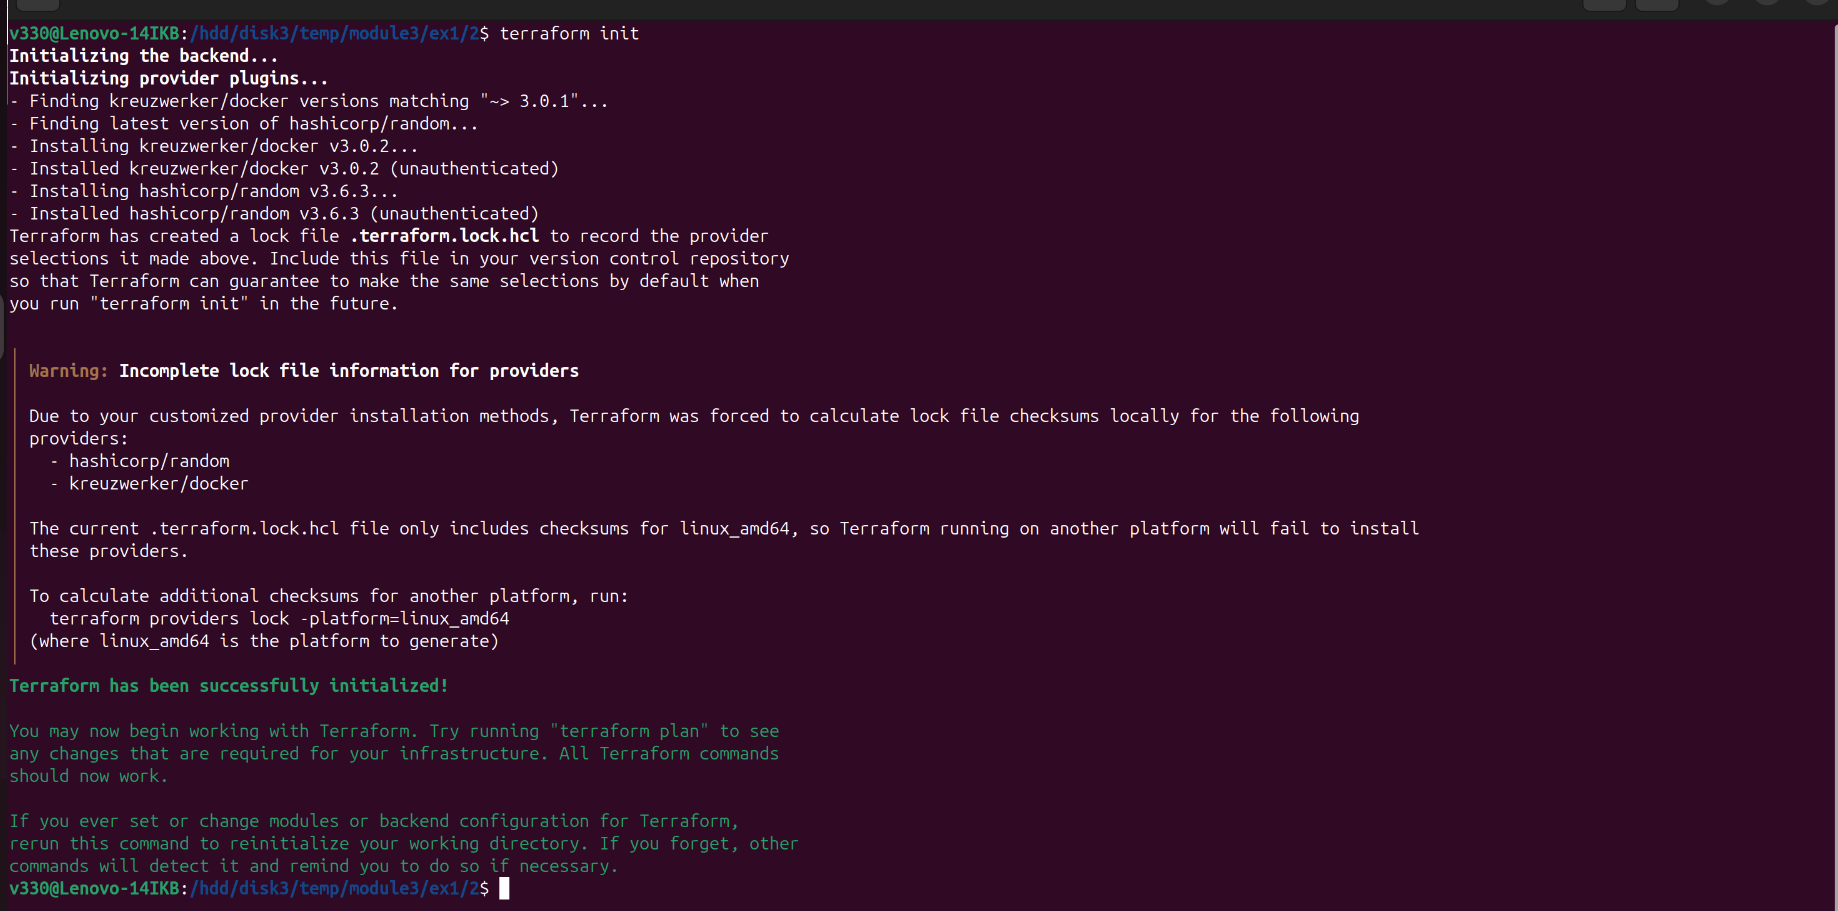 v330@Lenovo-14IKB:/hdd/disk3/temp/module3/ex1/2$ terraform init
Initializing the backend...
Initializing provider plugins...
- Finding kreuzwerker/docker versions matching "~> 3.0.1"...
- Finding latest version of hashicorp/random...
- Installing kreuzwerker/docker v3.0.2...
- Installed kreuzwerker/docker v3.0.2 (unauthenticated)
- Installing hashicorp/random v3.6.3...
- Installed hashicorp/random v3.6.3 (unauthenticated)
Terraform has created a lock file .terraform.lock.hcl to record the provider
selections it made above. Include this file in your version control repository
so that Terraform can guarantee to make the same selections by default when
you run "terraform init" in the future.
Warning: Incomplete lock file information for providers
Due to your customized provider installation methods, Terraform was forced to calculate lock file checksums locally for the following
providers:
- hashicorp/random
- kreuzwerker/docker
The current .terraform.lock.hcl file only includes checksums for linux_amd64, so Terraform running on another platform will fail to install
these providers.
To calculate additional checksums for another platform, run:
terraform providers lock -platform=linux_amd64
(where linux_amd64 is the platform to generate)
Terraform has been successfully initialized!
You may now begin working with Terraform. Try running "terraform plan" to see
any changes that are required for your infrastructure. All Terraform commands
should now work.
If you ever set or change modules or backend configuration for Terraform,
rerun this command to reinitialize your working directory. If you forget, other
commands will detect it and remind you to do so if necessary.
v330@Lenovo-14IKB:/hdd/disk3/temp/module3/ex1/2$